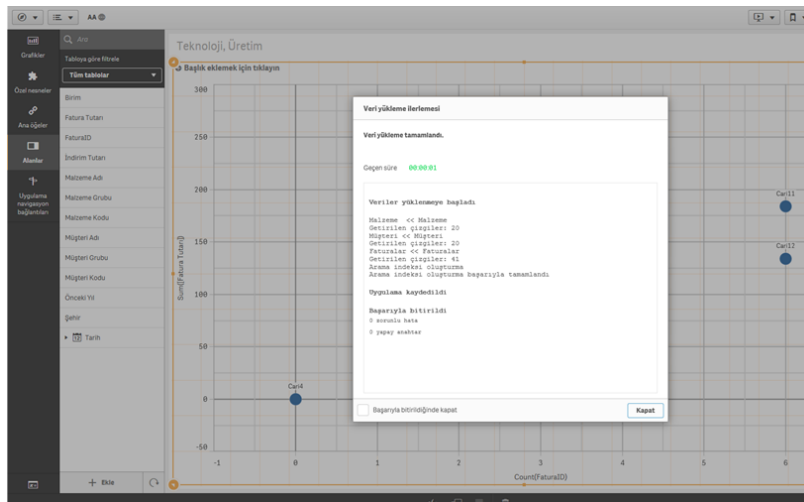 AA
Grafikler
Özel nesneler
Ana öğeler
Alanlar
Uygulama
navigasyon
bağlantıları
Ara
Tabloya göre filtrele
Tüm tablolar
Birim
Fatura Tutarı
FaturaID
İndirim Tutarı
Malzeme Adı
Malzeme Grubu
Malzeme Kodu
Müşteri Adı
Müşteri Grubu
Müşteri Kodu
Önceki Yıl
Şehir
Tarih
Ekle
Teknoloji, Üretim
Başlık eklemek için tıklayın
300
250
200
150
100
50
0
-50
Sum([Fatura Tutarı])
-1
0
1
2
3
4
5
6
Count(FaturaID)
Cari4
Cari11
Cari12
Veri yükleme ilerlemesi
Veri yükleme tamamlandı.
Geçen süre 00:00:01
Veriler yüklenmeye başladı
Malzeme << Malzeme
Getirilen çizgiler: 20
Müşteri << Müşteri
Getirilen çizgiler: 20
Faturalar << Faturalar
Getirilen çizgiler: 41
Arama indeksi oluşturma
Arama indeksi oluşturma başarıyla tamamlandı
Uygulama kaydedildi
Başarıyla bitirildi
0 zorunlu hata
0 yapay anahtar
Başarıyla bitirildiğinde kapat
Kapat